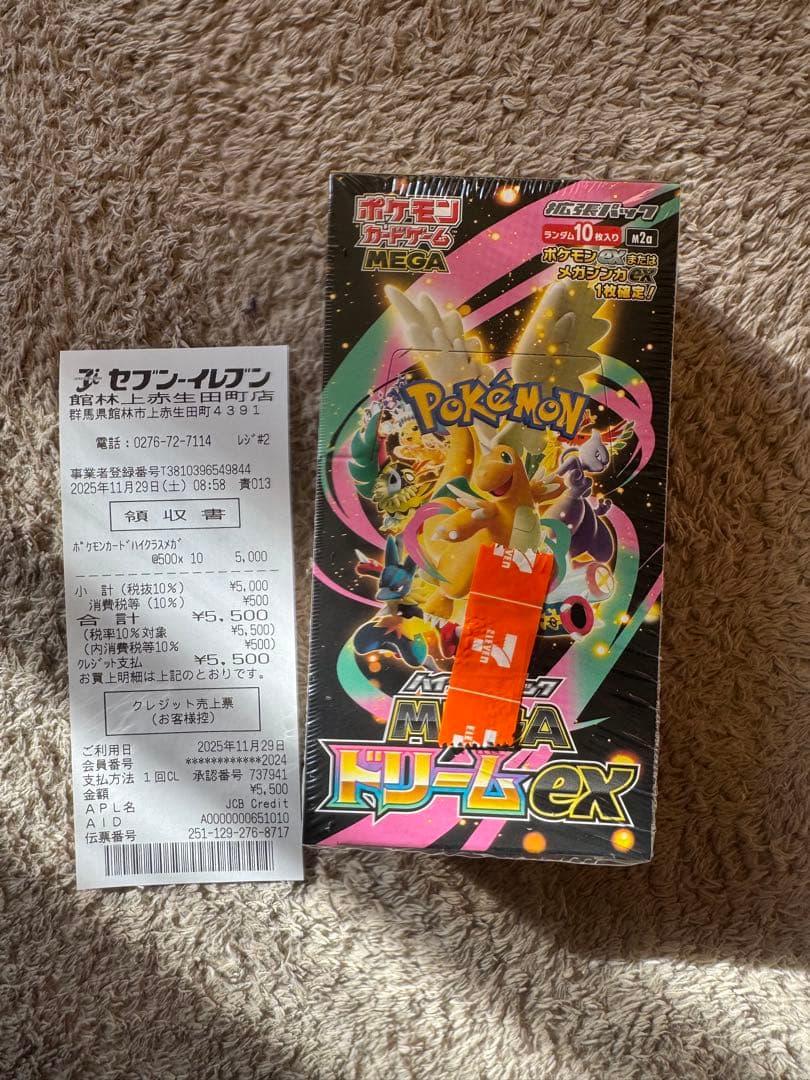 セブン-イレブン
館林上赤生田町店
群馬県館林市上赤生田町4391
電話:0276-72-7114 レジ#2
事業者登録番号T3810396549844
2025年11月29日(土) 08:58 責013
領収書
ポケモンカードハイクラスメガ
@500x 10 5,000
小 計(税抜10%) ¥5,000
消費税等(10%) ¥500
合 計 ¥5,500
(税率10%対象 ¥5,500)
(内消費税等10% ¥500)
クレジット支払 ¥5,500
お買上明細は上記のとおりです。
クレジット売上票
(お客様控)
ご利用日 2025年11月29日
会員番号 ************2024
支払方法 1回CL 承認番号 737941
金額 ¥5,500
APL名 JCB Credit
AID A0000000651010
伝票番号 251-129-276-8717
ポケモン
カードゲーム
MEGA
拡張パック
ランダム10枚入り M2a
ポケモンexまたは
メガシンカex
1枚確定!
POKéMON
7
ELEVEN
MEGA
ドリームex